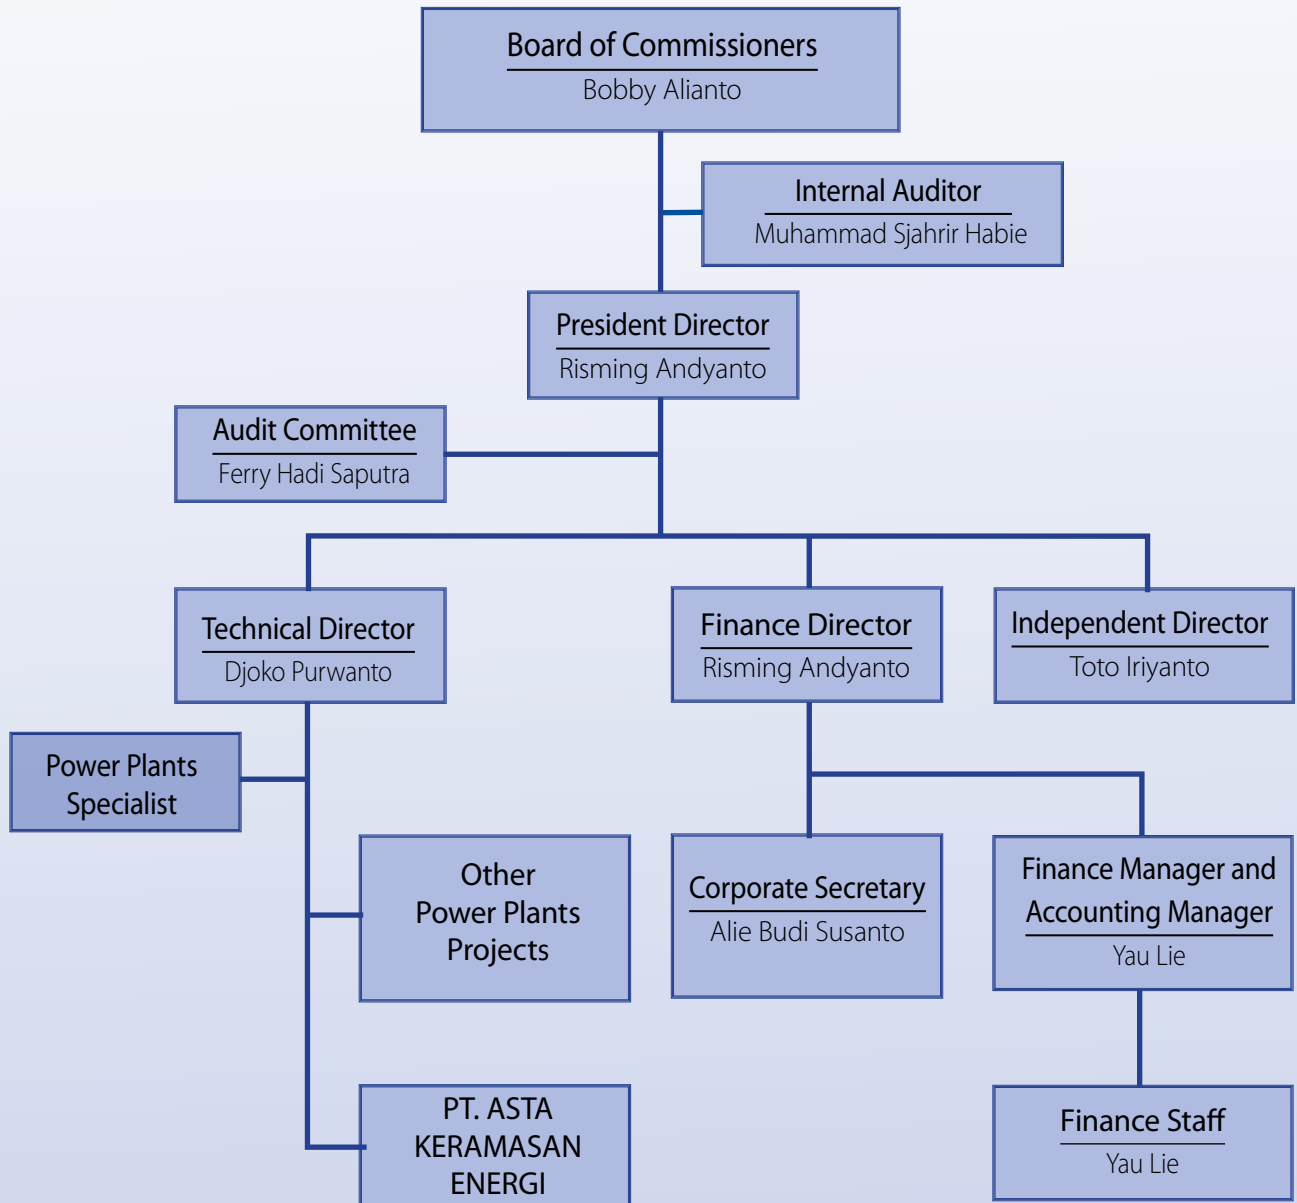 Board of Commissioners
Bobby Alianto
Internal Auditor
Muhammad Sjahrir Habie
President Director
Risming Andyanto
Audit Committee
Ferry Hadi Saputra
Technical Director
Djoko Purwanto
Finance Director
Risming Andyanto
Independent Director
Toto Iriyanto
Power Plants
Specialist
Other
Power Plants
Projects
Corporate Secretary
Alie Budi Susanto
Finance Manager and
Accounting Manager
Yau Lie
PT. ASTA
KERAMASAN
ENERGI
Finance Staff
Yau Lie